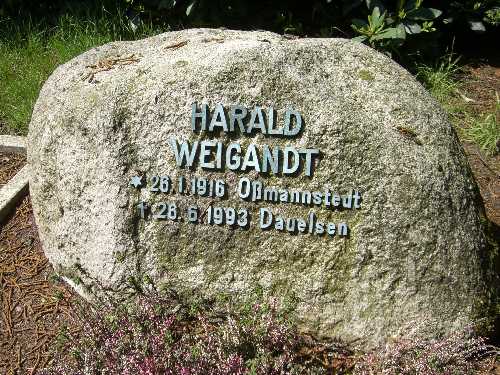 HARALD
WEIGANDT
* 26.1.1916 Oßmannstedt
† 26.6.1993 Dauelsen